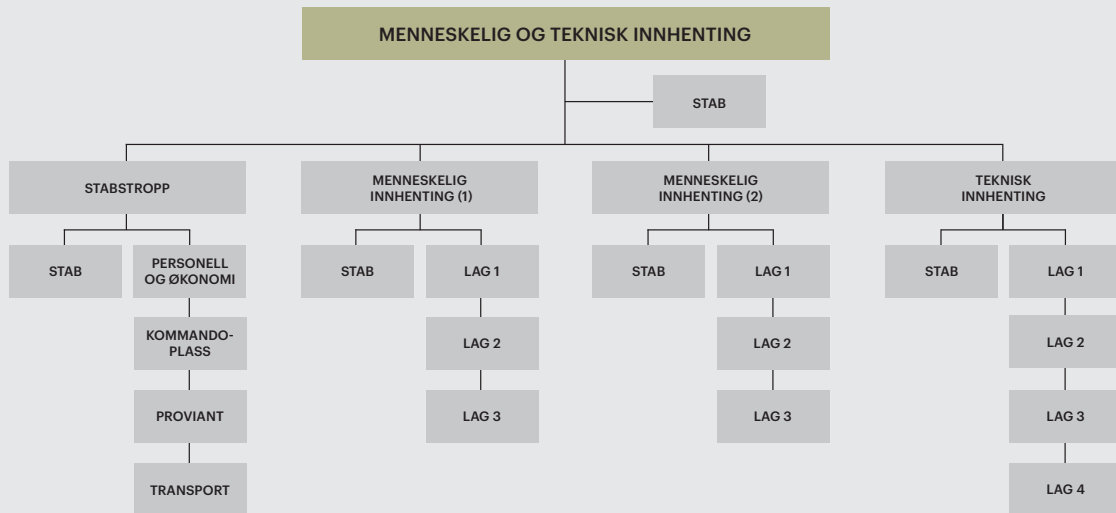 MENNESKELIG OG TEKNISK INNHENTING
STAB
STABSTROPP
MENNESKELIG
INNHENTING (1)
MENNESKELIG
INNHENTING (2)
TEKNISK
INNHENTING
STAB
PERSONELL
OG ØKONOMI
STAB
LAG 1
STAB
LAG 1
STAB
LAG 1
KOMMANDO-
PLASS
LAG 2
LAG 2
LAG 2
PROVIANT
LAG 3
LAG 3
LAG 3
TRANSPORT
LAG 4